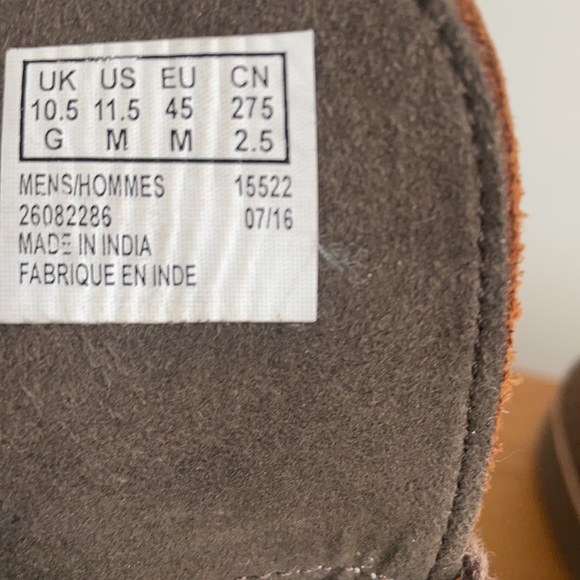 UK US EU CN
10.5 11.5 45 275
G M M 2.5
MENS/HOMMES 15522
26082286 07/16
MADE IN INDIA
FABRIQUE EN INDE